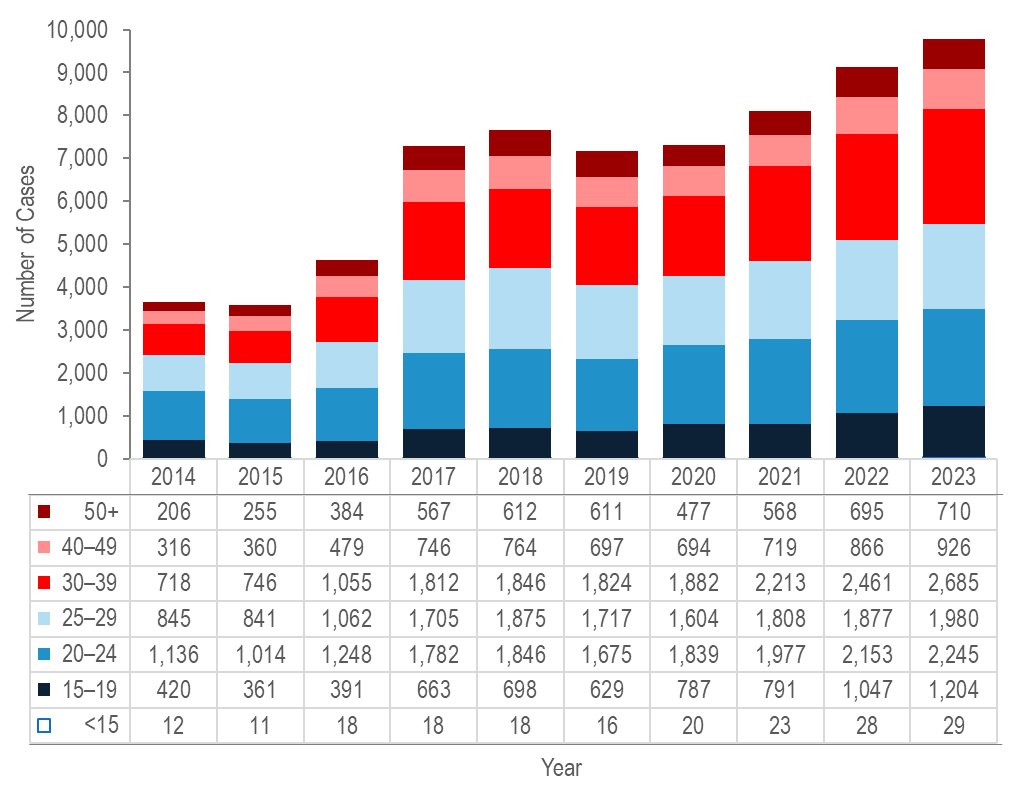 10,000
9,000
8,000
7,000
6,000
5,000
4,000
3,000
2,000
1,000
0
Number of Cases
2014 2015 2016 2017 2018 2019 2020 2021 2022 2023
50+ 206 255 384 567 612 611 477 568 695 710
40–49 316 360 479 746 764 697 694 719 866 926
30–39 718 746 1,055 1,812 1,846 1,824 1,882 2,213 2,461 2,685
25–29 845 841 1,062 1,705 1,875 1,717 1,604 1,808 1,877 1,980
20–24 1,136 1,014 1,248 1,782 1,846 1,675 1,839 1,977 2,153 2,245
15–19 420 361 391 663 698 629 787 791 1,047 1,204
<15 12 11 18 18 18 16 20 23 28 29
Year